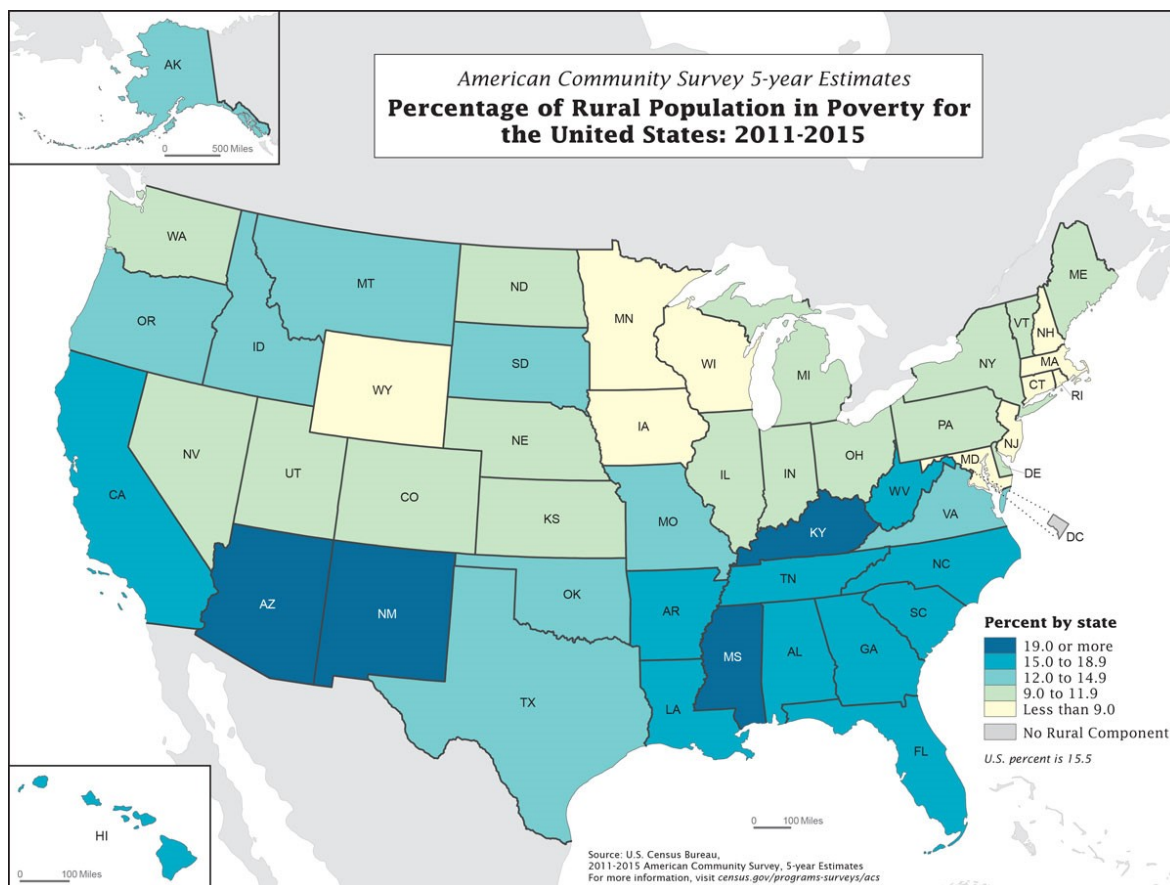 American Community Survey 5-year Estimates
Percentage of Rural Population in Poverty for
the United States: 2011-2015
AK
0 500 Miles
WA
MT
ND
MN
ME
OR
ID
SD
WI
MI
VT
NH
NY
MA
CT
RI
WY
NE
IA
PA
NJ
NV
UT
CO
IL
IN
OH
MD
DE
CA
KS
MO
WV
VA
KY
DC
AZ
NM
OK
AR
TN
NC
SC
TX
LA
MS
AL
GA
FL
Percent by state
19.0 or more
15.0 to 18.9
12.0 to 14.9
9.0 to 11.9
Less than 9.0
No Rural Component
U.S. percent is 15.5
HI
0 100 Miles
0 100 Miles
Source: U.S. Census Bureau,
2011-2015 American Community Survey, 5-year Estimates
For more information, visit census.gov/programs-surveys/acs